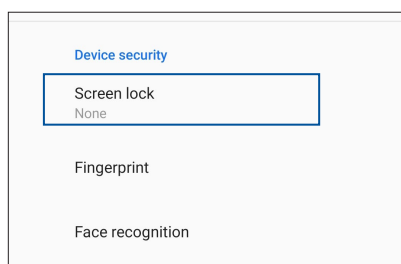 Device security
Screen lock
None
Fingerprint
Face recognition